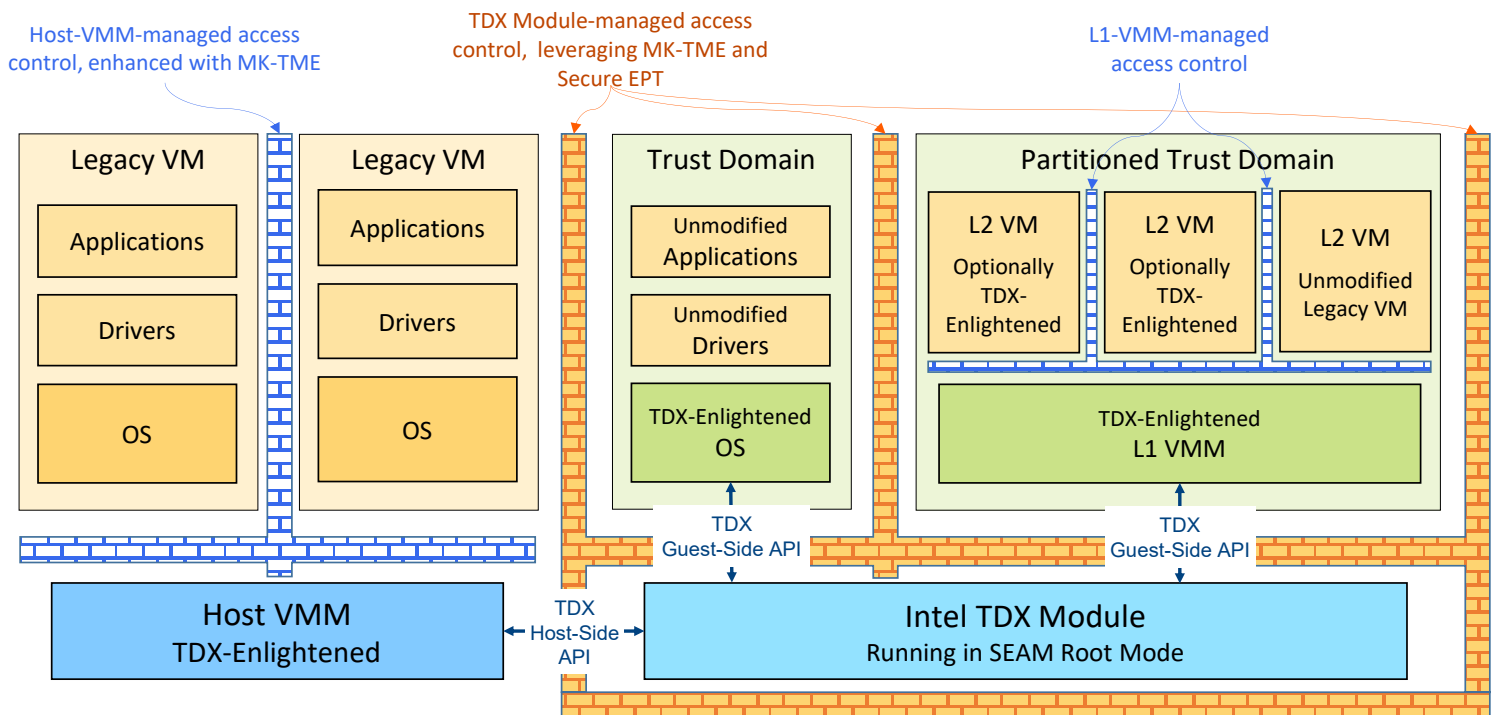 Host-VMM-managed access
control, enhanced with MK-TME
TDX Module-managed access
control, leveraging MK-TME and
Secure EPT
L1-VMM-managed
access control
Legacy VM
Applications
Drivers
OS
Legacy VM
Applications
Drivers
OS
Trust Domain
Unmodified
Applications
Unmodified
Drivers
TDX-Enlightened
OS
Partitioned Trust Domain
L2 VM
Optionally
TDX-
Enlightened
L2 VM
Optionally
TDX-
Enlightened
L2 VM
Unmodified
Legacy VM
TDX-Enlightened
L1 VMM
TDX
Guest-Side API
TDX
Guest-Side API
Host VMM
TDX-Enlightened
TDX
Host-Side
API
Intel TDX Module
Running in SEAM Root Mode